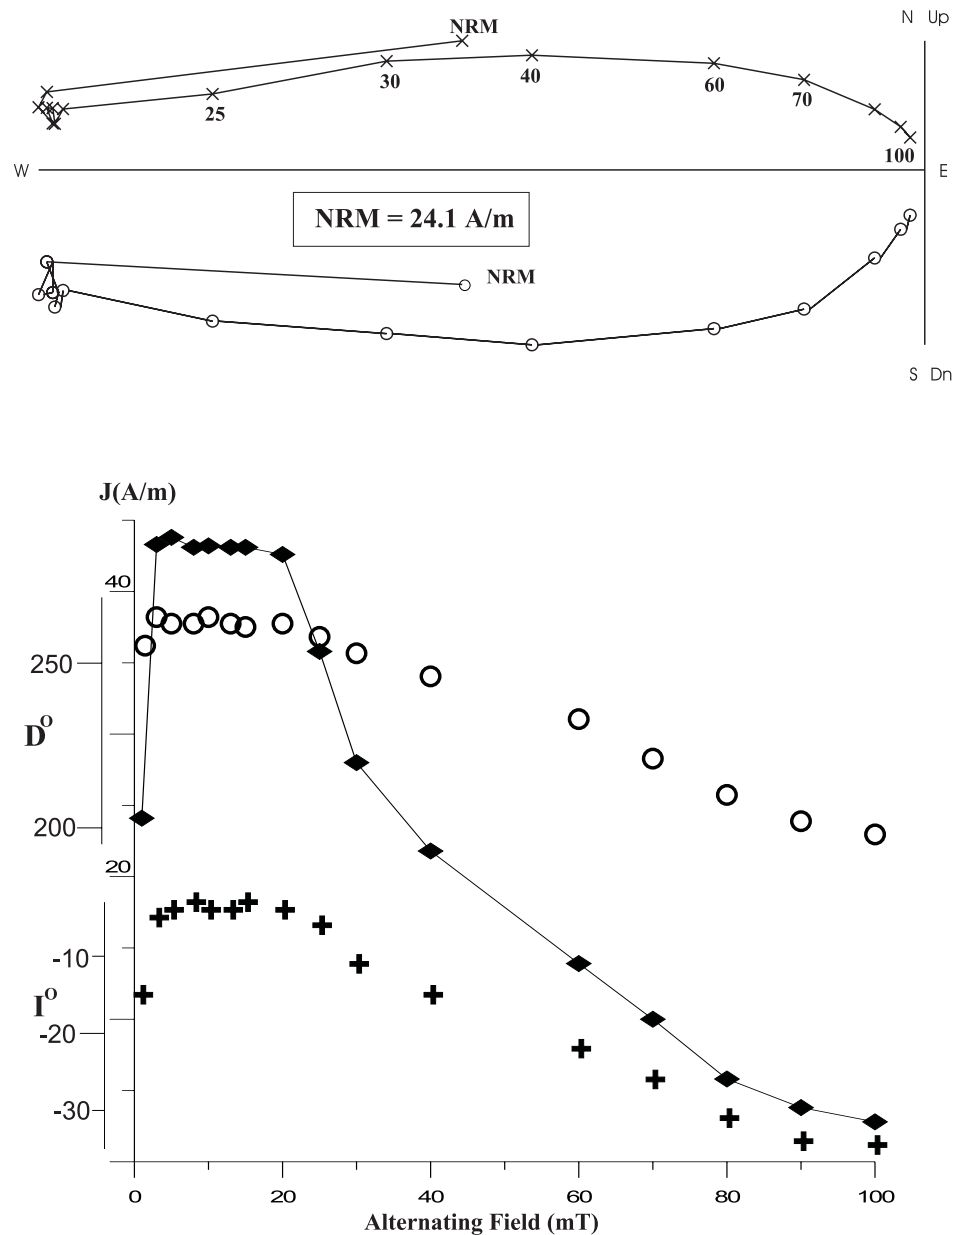 N Up
NRM
30
40
60
70
25
100
W
E
NRM = 24.1 A/m
NRM
S Dn
J(A/m)
40
250
D°
200
20
-10
I°
-20
-30
0 20 40 60 80 100
Alternating Field (mT)